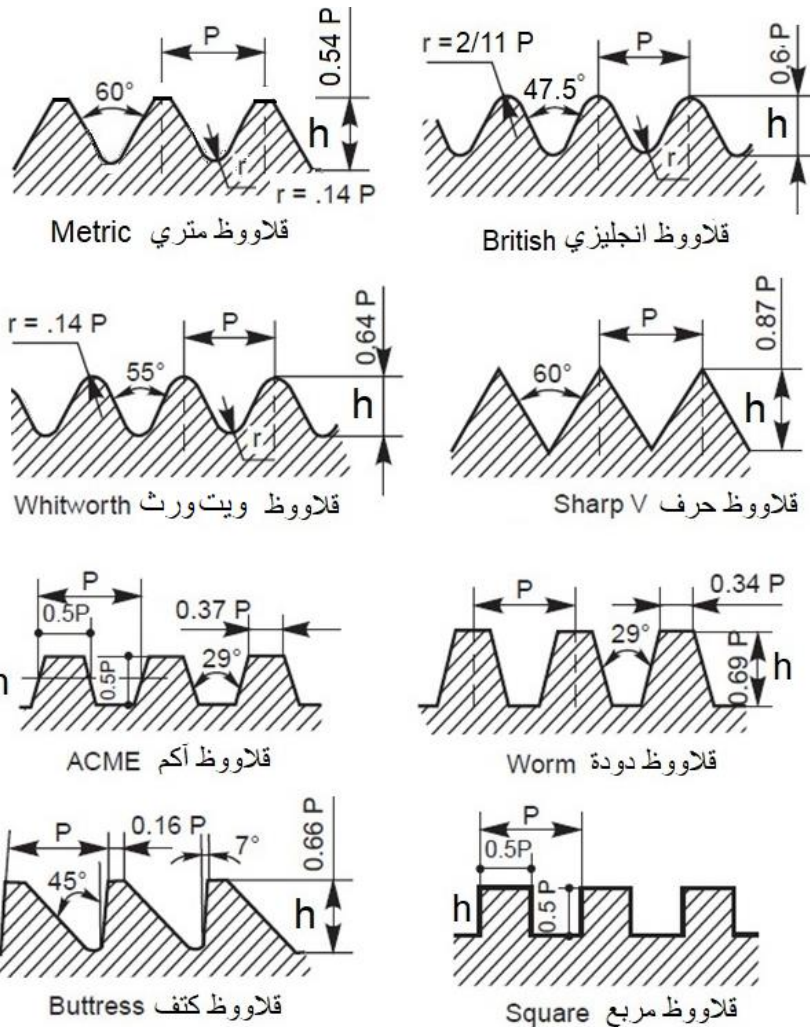 P
0.54 P
60°
h
r
r = .14 P
Metric قلاووظ متري
r = 2/11 P
P
0,6 P
47.5°
h
r
British قلاووظ انجليزي
r = .14 P
P
0,64 P
55°
h
r
Whitworth قلاووظ ويت ورث
P
0.87 P
60°
h
Sharp V قلاووظ حرف
P
0.5P
0.37 P
h
0.5P
29°
ACME قلاووظ آكم
P
0.34 P
29°
0.69 P
h
Worm قلاووظ دودة
P
0.16 P
7°
0.66 P
45°
h
Buttress قلاووظ كتف
P
0.5P
h
0.5 P
Square قلاووظ مربع